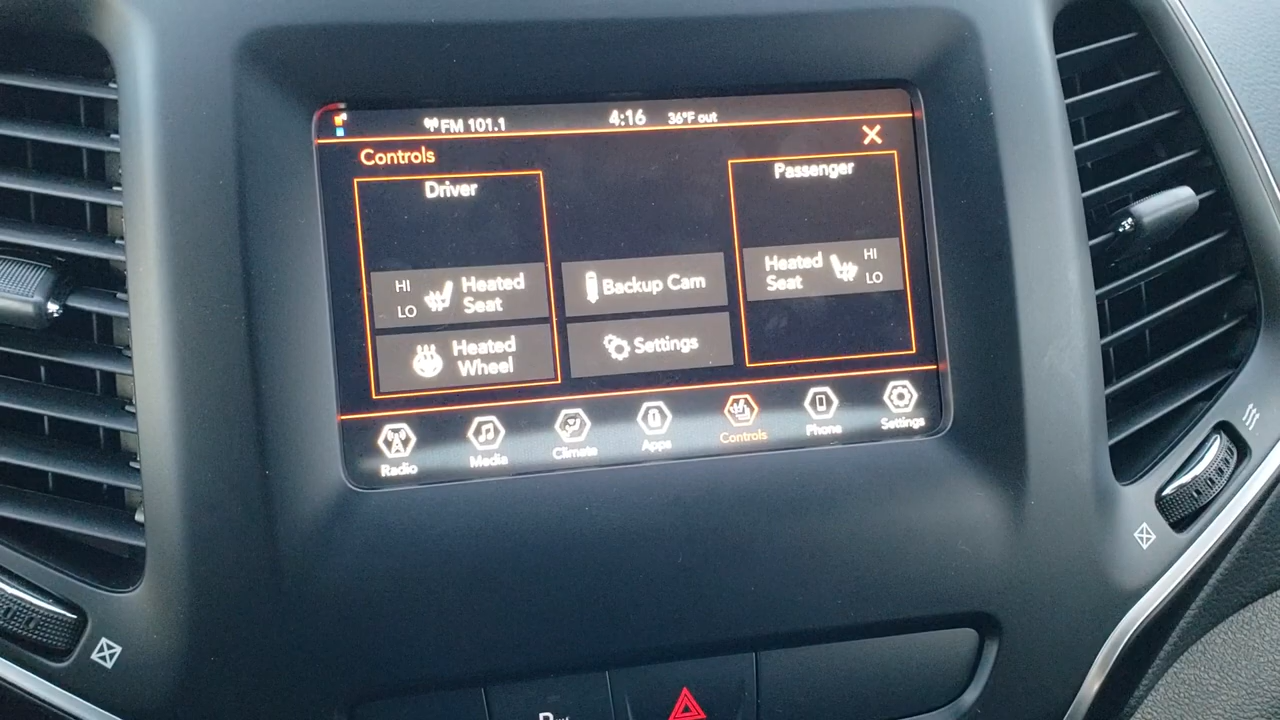 FM 101.1
4:16
36°F out
Controls
Driver
Passenger
HI
LO
Heated
Seat
Backup Cam
Heated
Seat
HI
LO
Heated
Wheel
Settings
Radio
Media
Climate
Apps
Controls
Phone
Settings